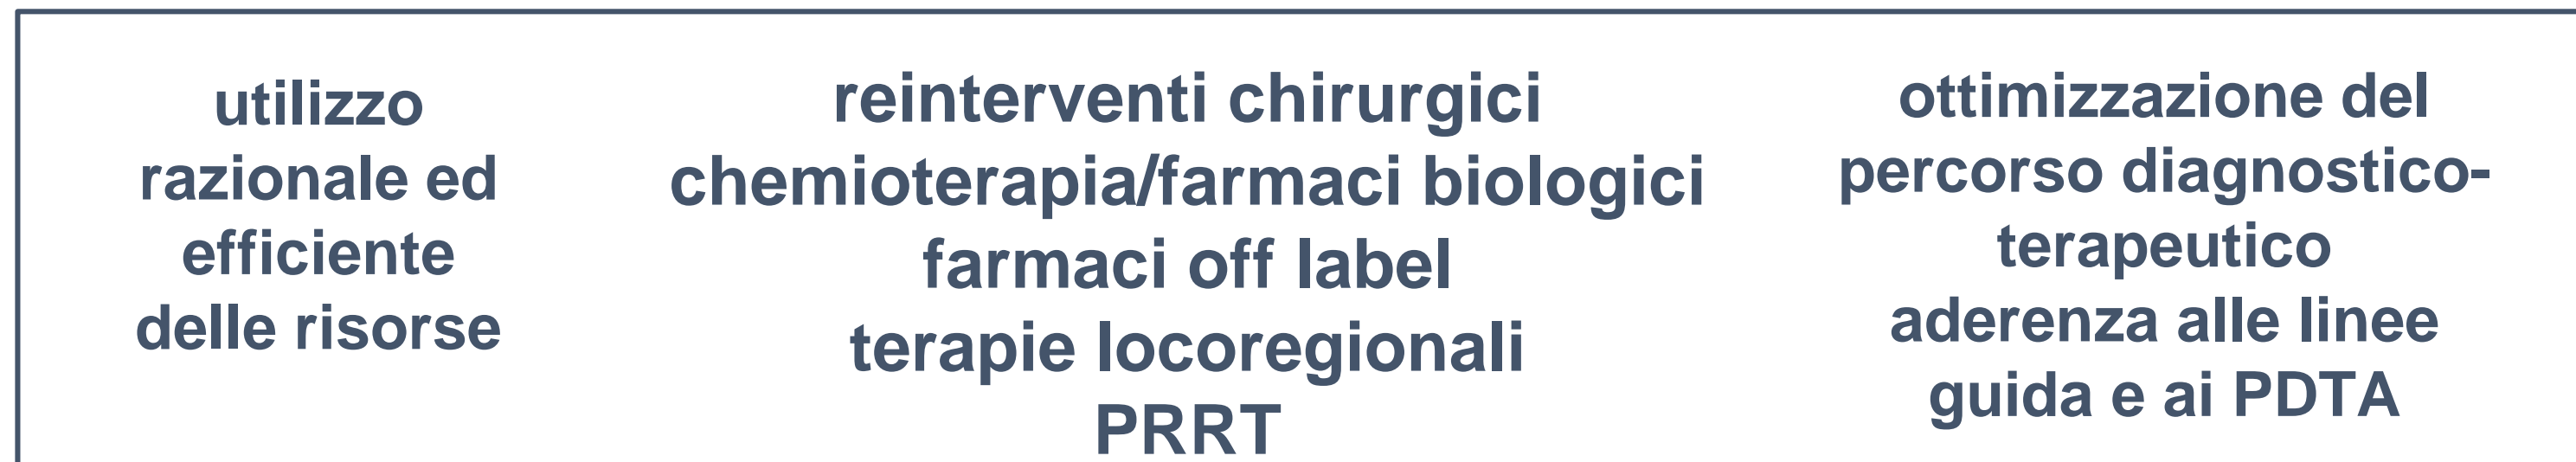 utilizzo
razionale ed
efficiente
delle risorse
reinterventi chirurgici
chemioterapia/farmaci biologici
farmaci off label
terapie locoregionali
PRRT
ottimizzazione del
percorso diagnostico-
terapeutico
aderenza alle linee
guida e ai PDTA